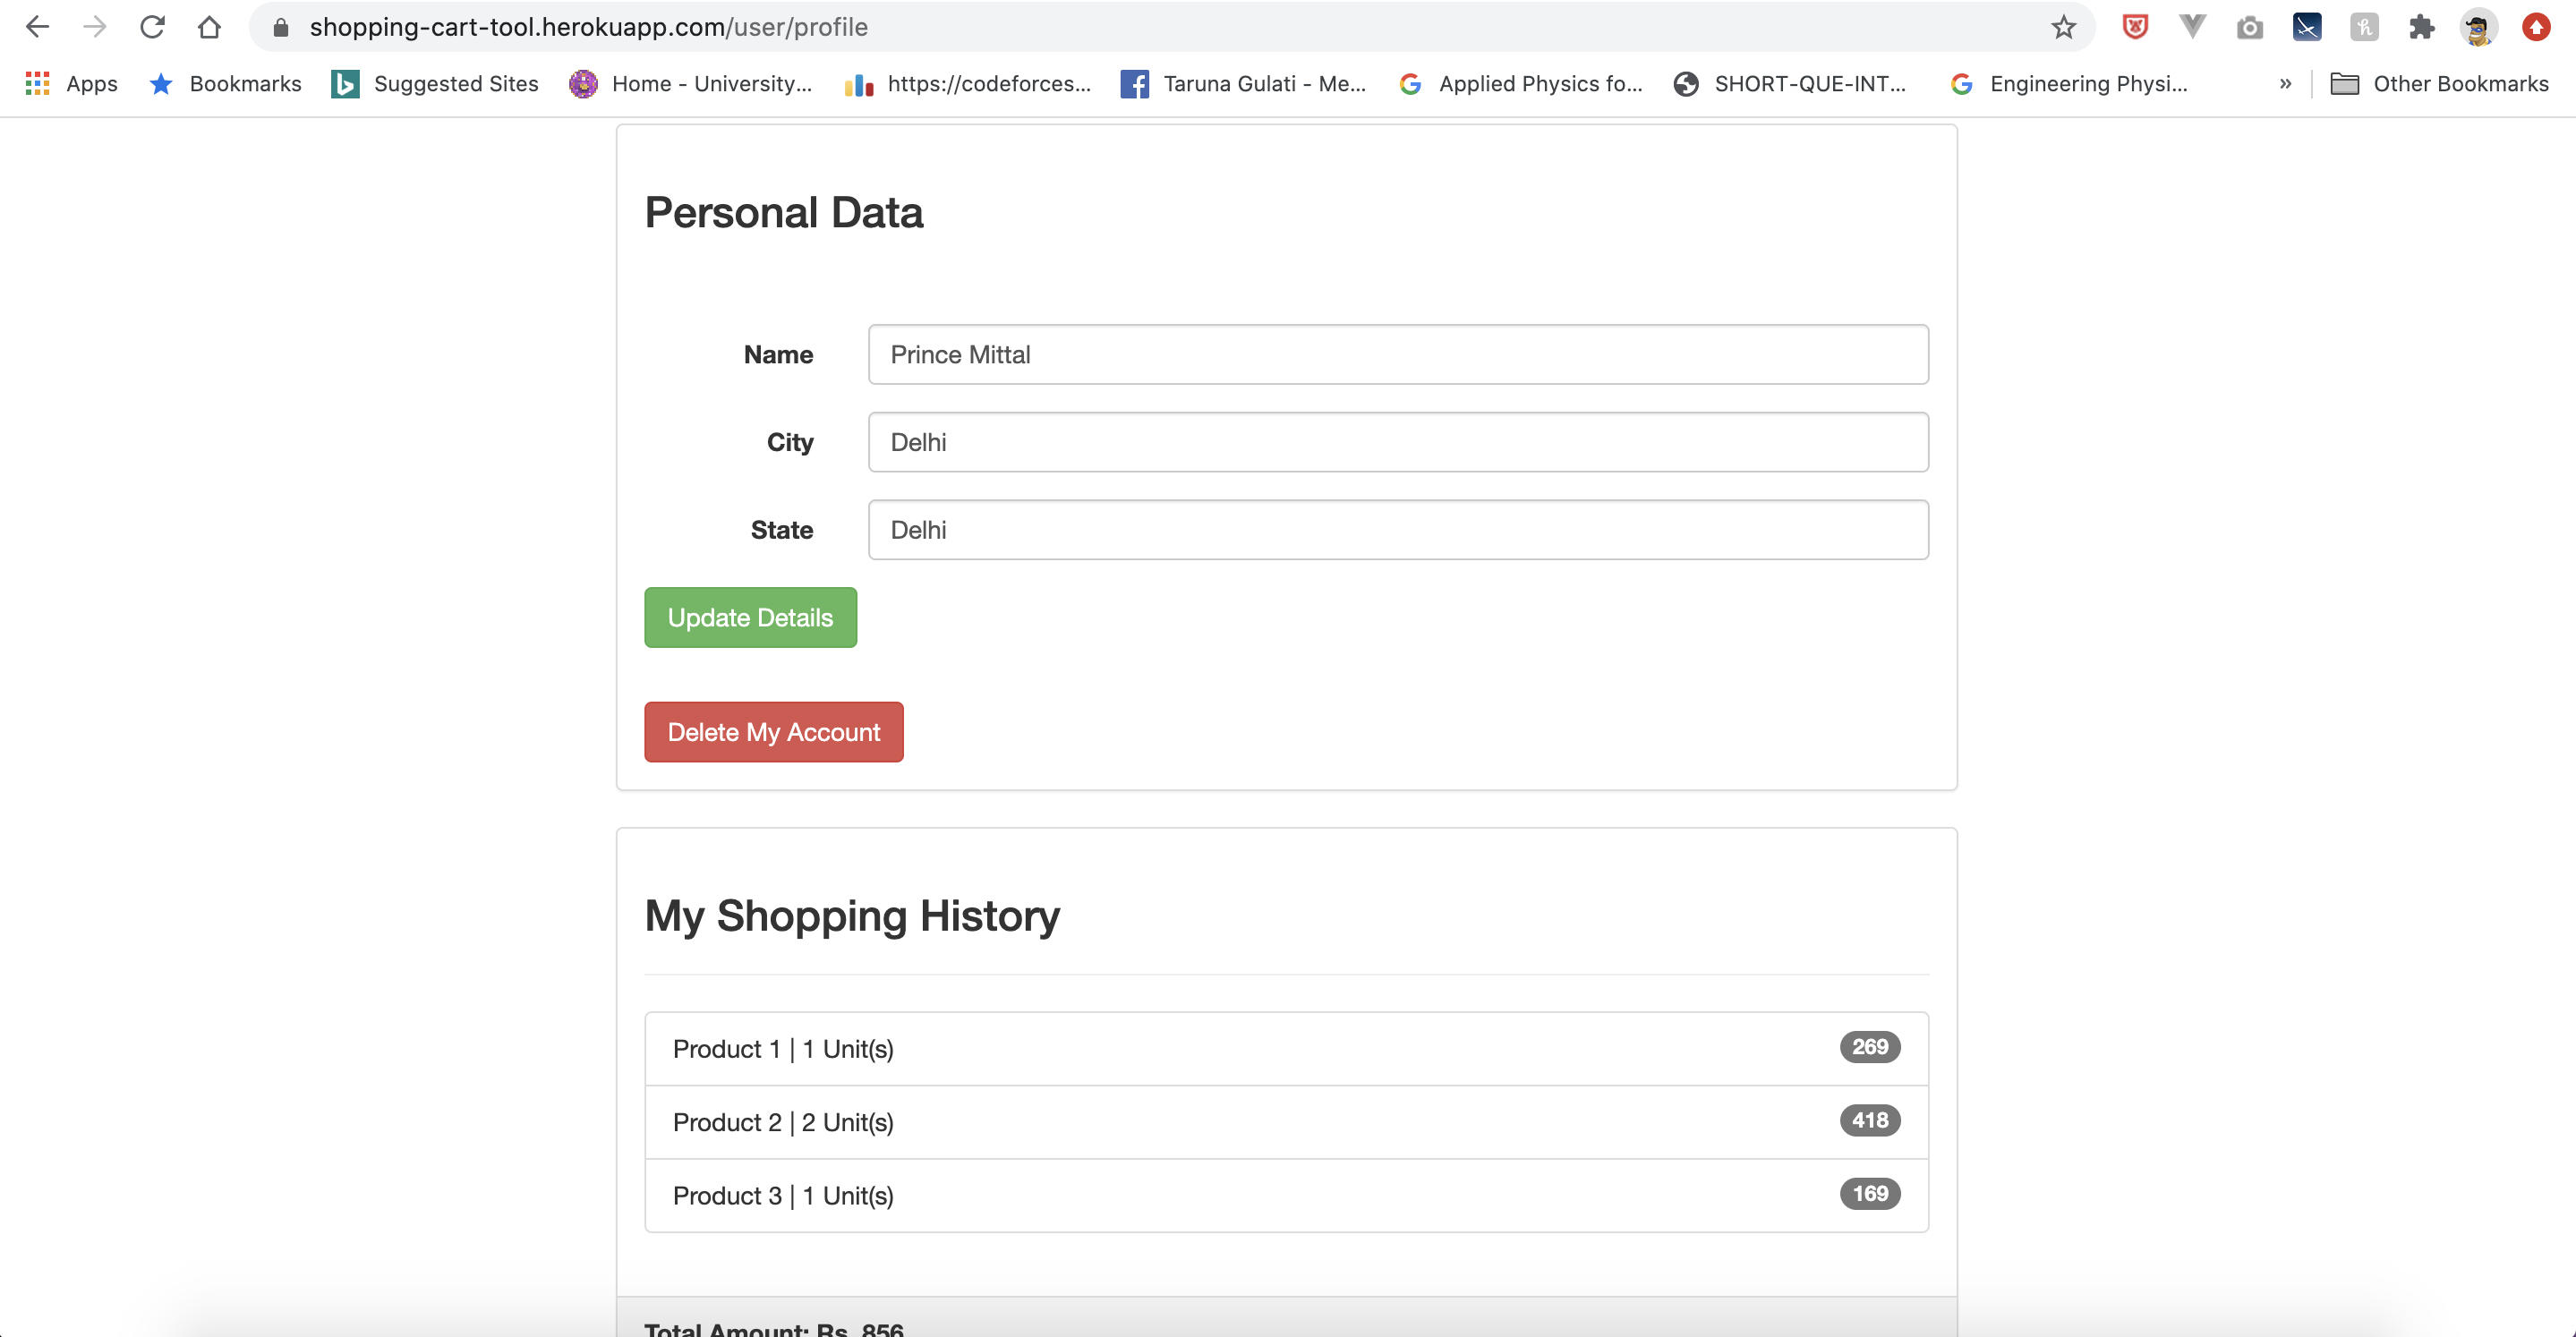 shopping-cart-tool.herokuapp.com/user/profile
Apps Bookmarks Suggested Sites Home - University... https://codeforces... Taruna Gulati - Me... Applied Physics fo... SHORT-QUE-INT... Engineering Physi... » Other Bookmarks
Personal Data
Name Prince Mittal
City Delhi
State Delhi
Update Details
Delete My Account
My Shopping History
Product 1 | 1 Unit(s) 269
Product 2 | 2 Unit(s) 418
Product 3 | 1 Unit(s) 169
Total Amount: Rs. 856